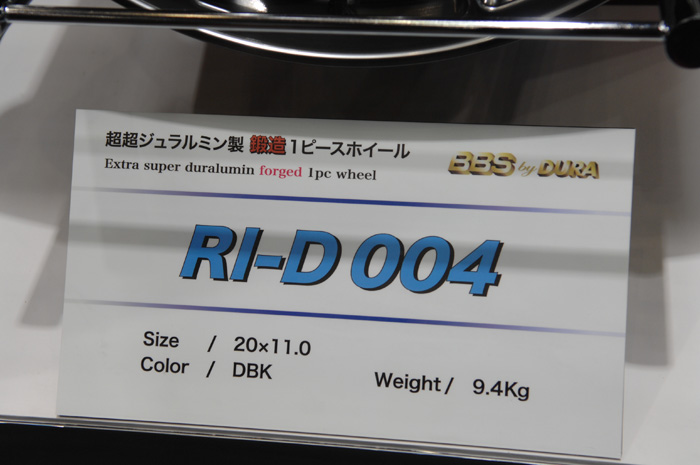 超超ジュラルミン製 鍛造1ピースホイール
Extra super duralumin forged 1pc wheel
BBS by DURA
RI-D 004
Size / 20×11.0
Color / DBK
Weight / 9.4Kg